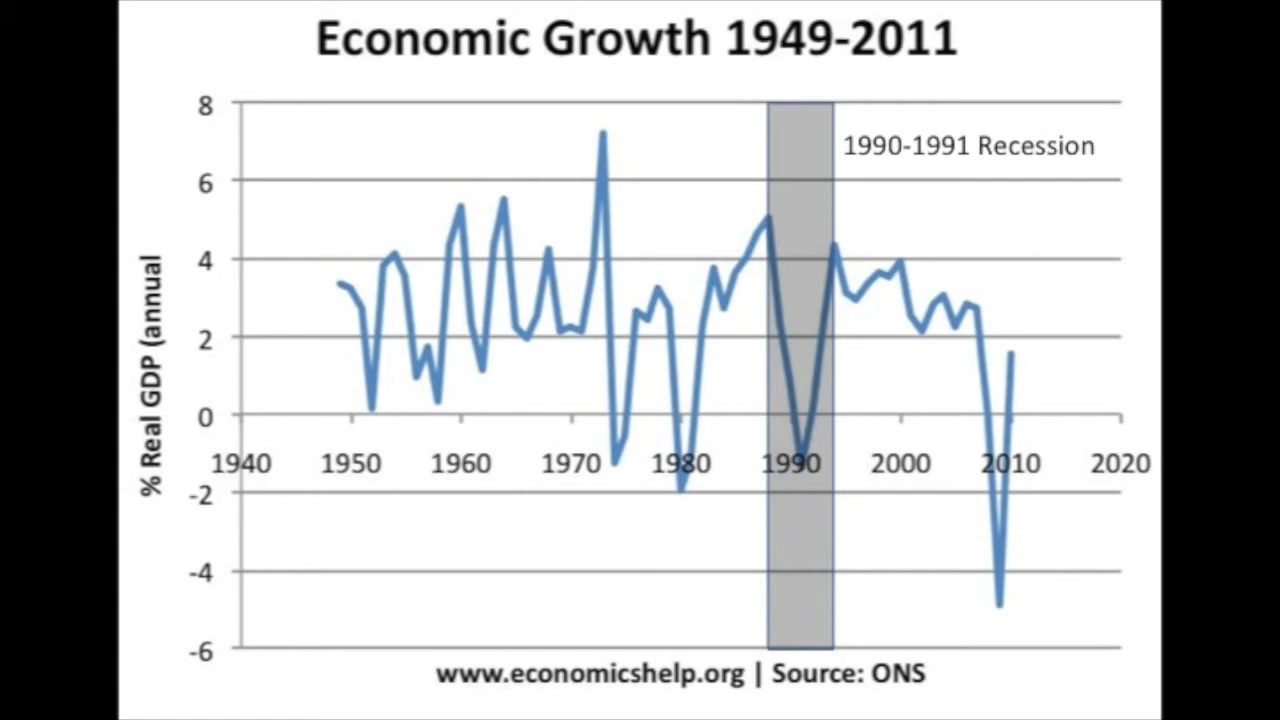 Economic Growth 1949-2011
8
1990-1991 Recession
6
4
2
0
% Real GDP (annual
1940 1950 1960 1970 1980 1990 2000 2010 2020
-2
-4
-6
www.economicshelp.org | Source: ONS